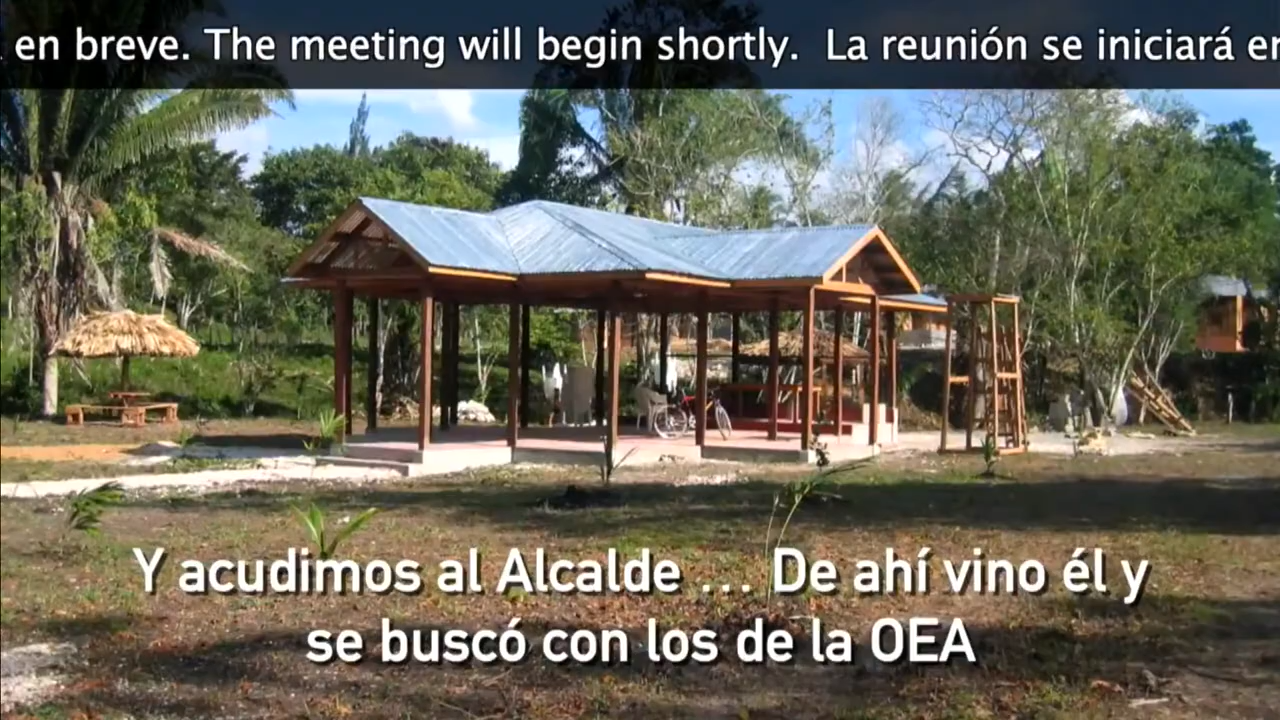 en breve. The meeting will begin shortly. La reunión se iniciará en
Y acudimos al Alcalde ... De ahí vino él y
se buscó con los de la OEA